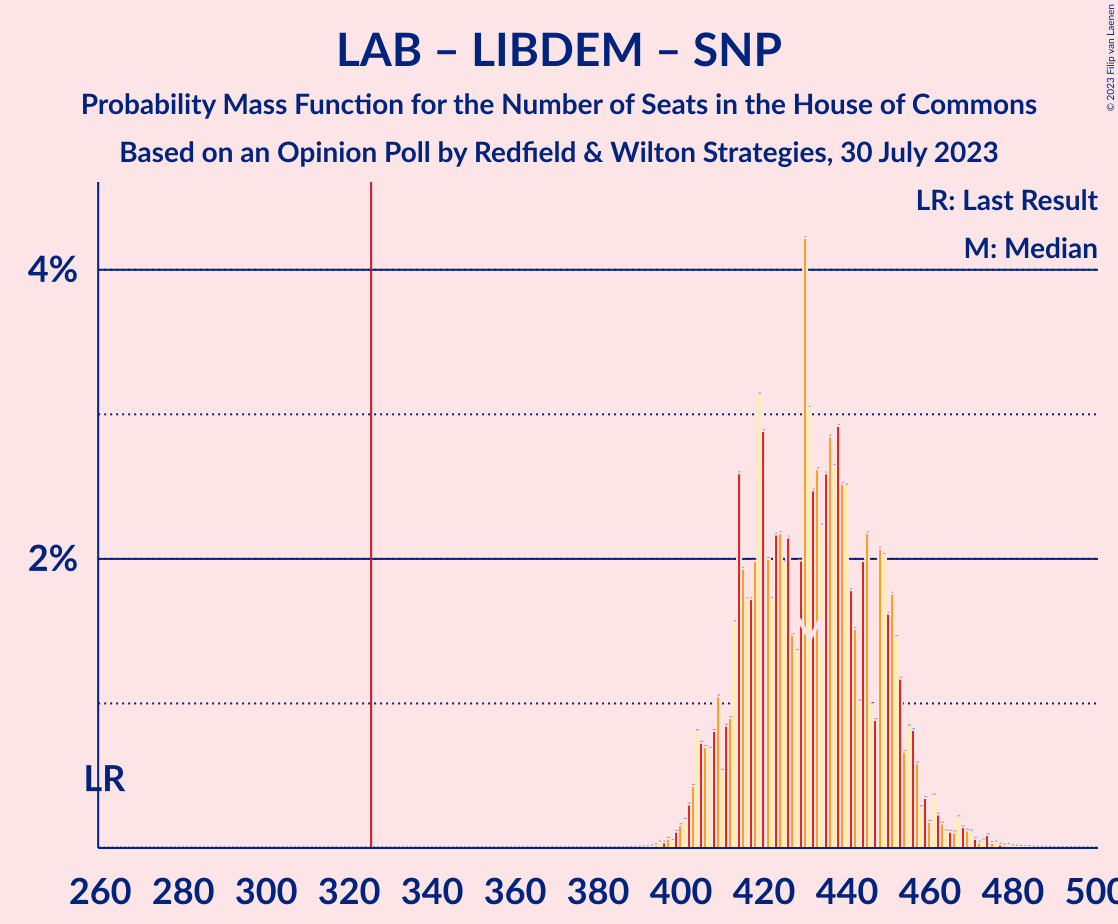 LAB – LIBDEM – SNP
Probability Mass Function for the Number of Seats in the House of Commons
Based on an Opinion Poll by Redfield & Wilton Strategies, 30 July 2023
© 2023 Filip van Laenen
LR: Last Result
M: Median
4%
2%
M
LR
260 280 300 320 340 360 380 400 420 440 460 480 500